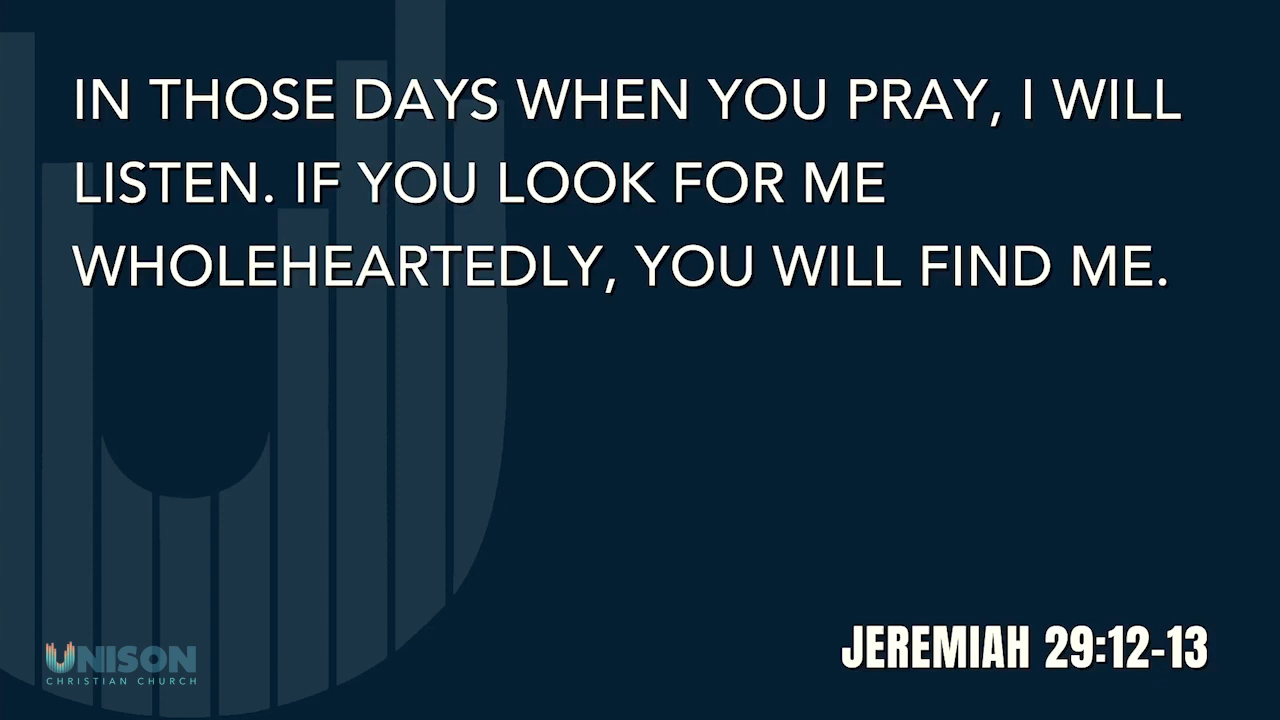 IN THOSE DAYS WHEN YOU PRAY, I WILL
LISTEN. IF YOU LOOK FOR ME
WHOLEHEARTEDLY, YOU WILL FIND ME.
JEREMIAH 29:12-13
UNISON
CHRISTIAN CHURCH